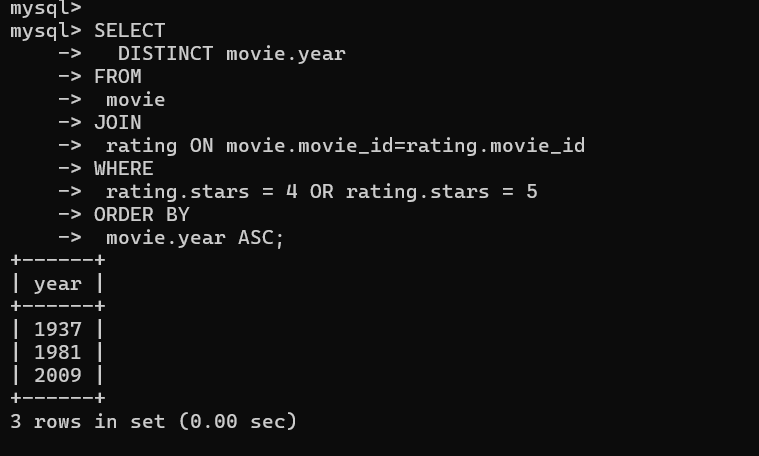 mysql>
mysql> SELECT
    ->   DISTINCT movie.year
    -> FROM
    ->  movie
    -> JOIN
    ->  rating ON movie.movie_id=rating.movie_id
    -> WHERE
    ->  rating.stars = 4 OR rating.stars = 5
    -> ORDER BY
    ->  movie.year ASC;
+------+
| year |
+------+
| 1937 |
| 1981 |
| 2009 |
+------+
3 rows in set (0.00 sec)